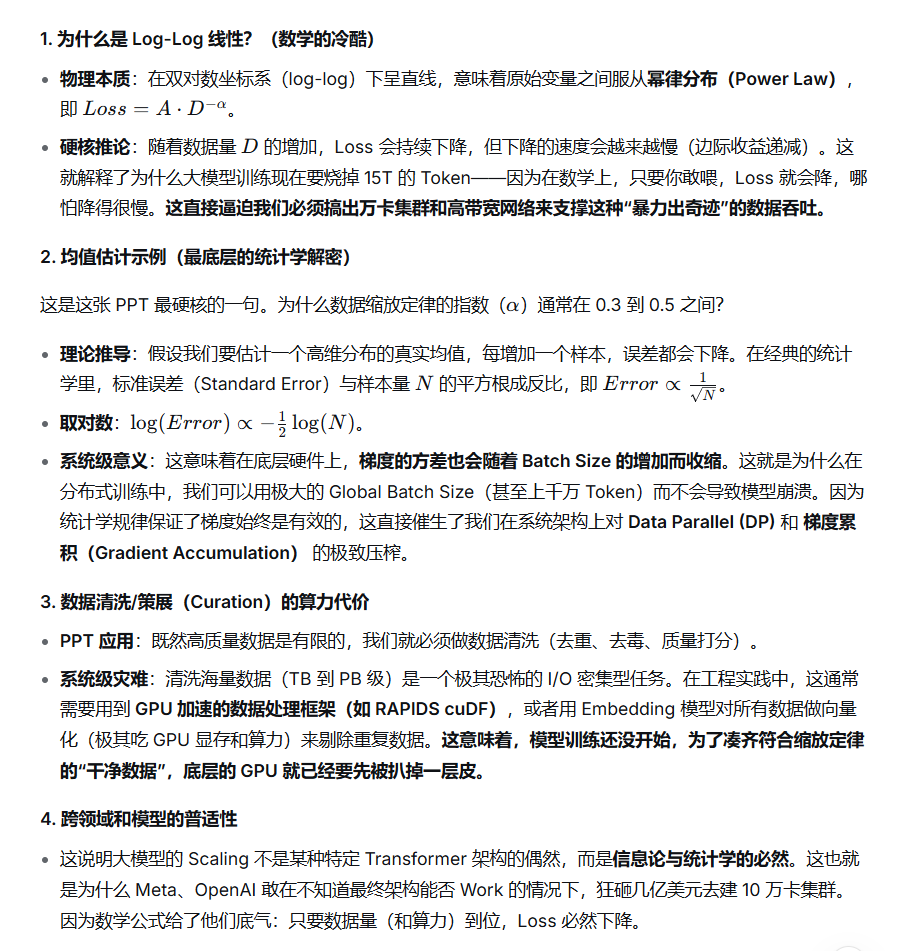 1. 为什么是 Log-Log 线性？（数学的冷酷）
物理本质：在双对数坐标系（log-log）下呈直线，意味着原始变量之间服从幂律分布（Power Law），
即 Loss = A · D^{-α}。
硬核推论：随着数据量 D 的增加，Loss 会持续下降，但下降的速度会越来越慢（边际收益递减）。这
就解释了为什么大模型训练现在要烧掉 15T 的 Token——因为在数学上，只要你敢喂，Loss 就会降，哪
怕降得很慢。这直接逼迫我们必须搞出万卡集群和高带宽网络来支撑这种“暴力出奇迹”的数据吞吐。
2. 均值估计示例（最底层的统计学解密）
这是这张 PPT 最硬核的一句。为什么数据缩放定律的指数（α）通常在 0.3 到 0.5 之间？
理论推导：假设我们要估计一个高维分布的真实均值，每增加一个样本，误差都会下降。在经典的统计
学里，标准误差（Standard Error）与样本量 N 的平方根成反比，即 Error ∝ 1/√N。
取对数：log(Error) ∝ −1/2 log(N)。
系统级意义：这意味着在底层硬件上，梯度的方差也会随着 Batch Size 的增加而收缩。这就是为什么在
分布式训练中，我们可以用极大的 Global Batch Size（甚至上千万 Token）而不会导致模型崩溃。因为
统计学规律保证了梯度始终是有效的，这直接催生了我们在系统架构上对 Data Parallel (DP) 和 梯度累
积（Gradient Accumulation） 的极致压榨。
3. 数据清洗/策展（Curation）的算力代价
PPT 应用：既然高质量数据是有限的，我们就必须做数据清洗（去重、去毒、质量打分）。
系统级灾难：清洗海量数据（TB 到 PB 级）是一个极其恐怖的 I/O 密集型任务。在工程实践中，这通常
需要用到 GPU 加速的数据处理框架（如 RAPIDS cuDF），或者用 Embedding 模型对所有数据做向量
化（极其吃 GPU 显存和算力）来剔除重复数据。这意味着，模型训练还没开始，为了凑齐符合缩放定律
的“干净数据”，底层的 GPU 就已经要先被扒掉一层皮。
4. 跨领域和模型的普适性
这说明大模型的 Scaling 不是某种特定 Transformer 架构的偶然，而是信息论与统计学的必然。这也就
是为什么 Meta、OpenAI 敢在不知道最终架构能否 Work 的情况下，狂砸几亿美元去建 10 万卡集群。
因为数学公式给了他们底气：只要数据量（和算力）到位，Loss 必然下降。